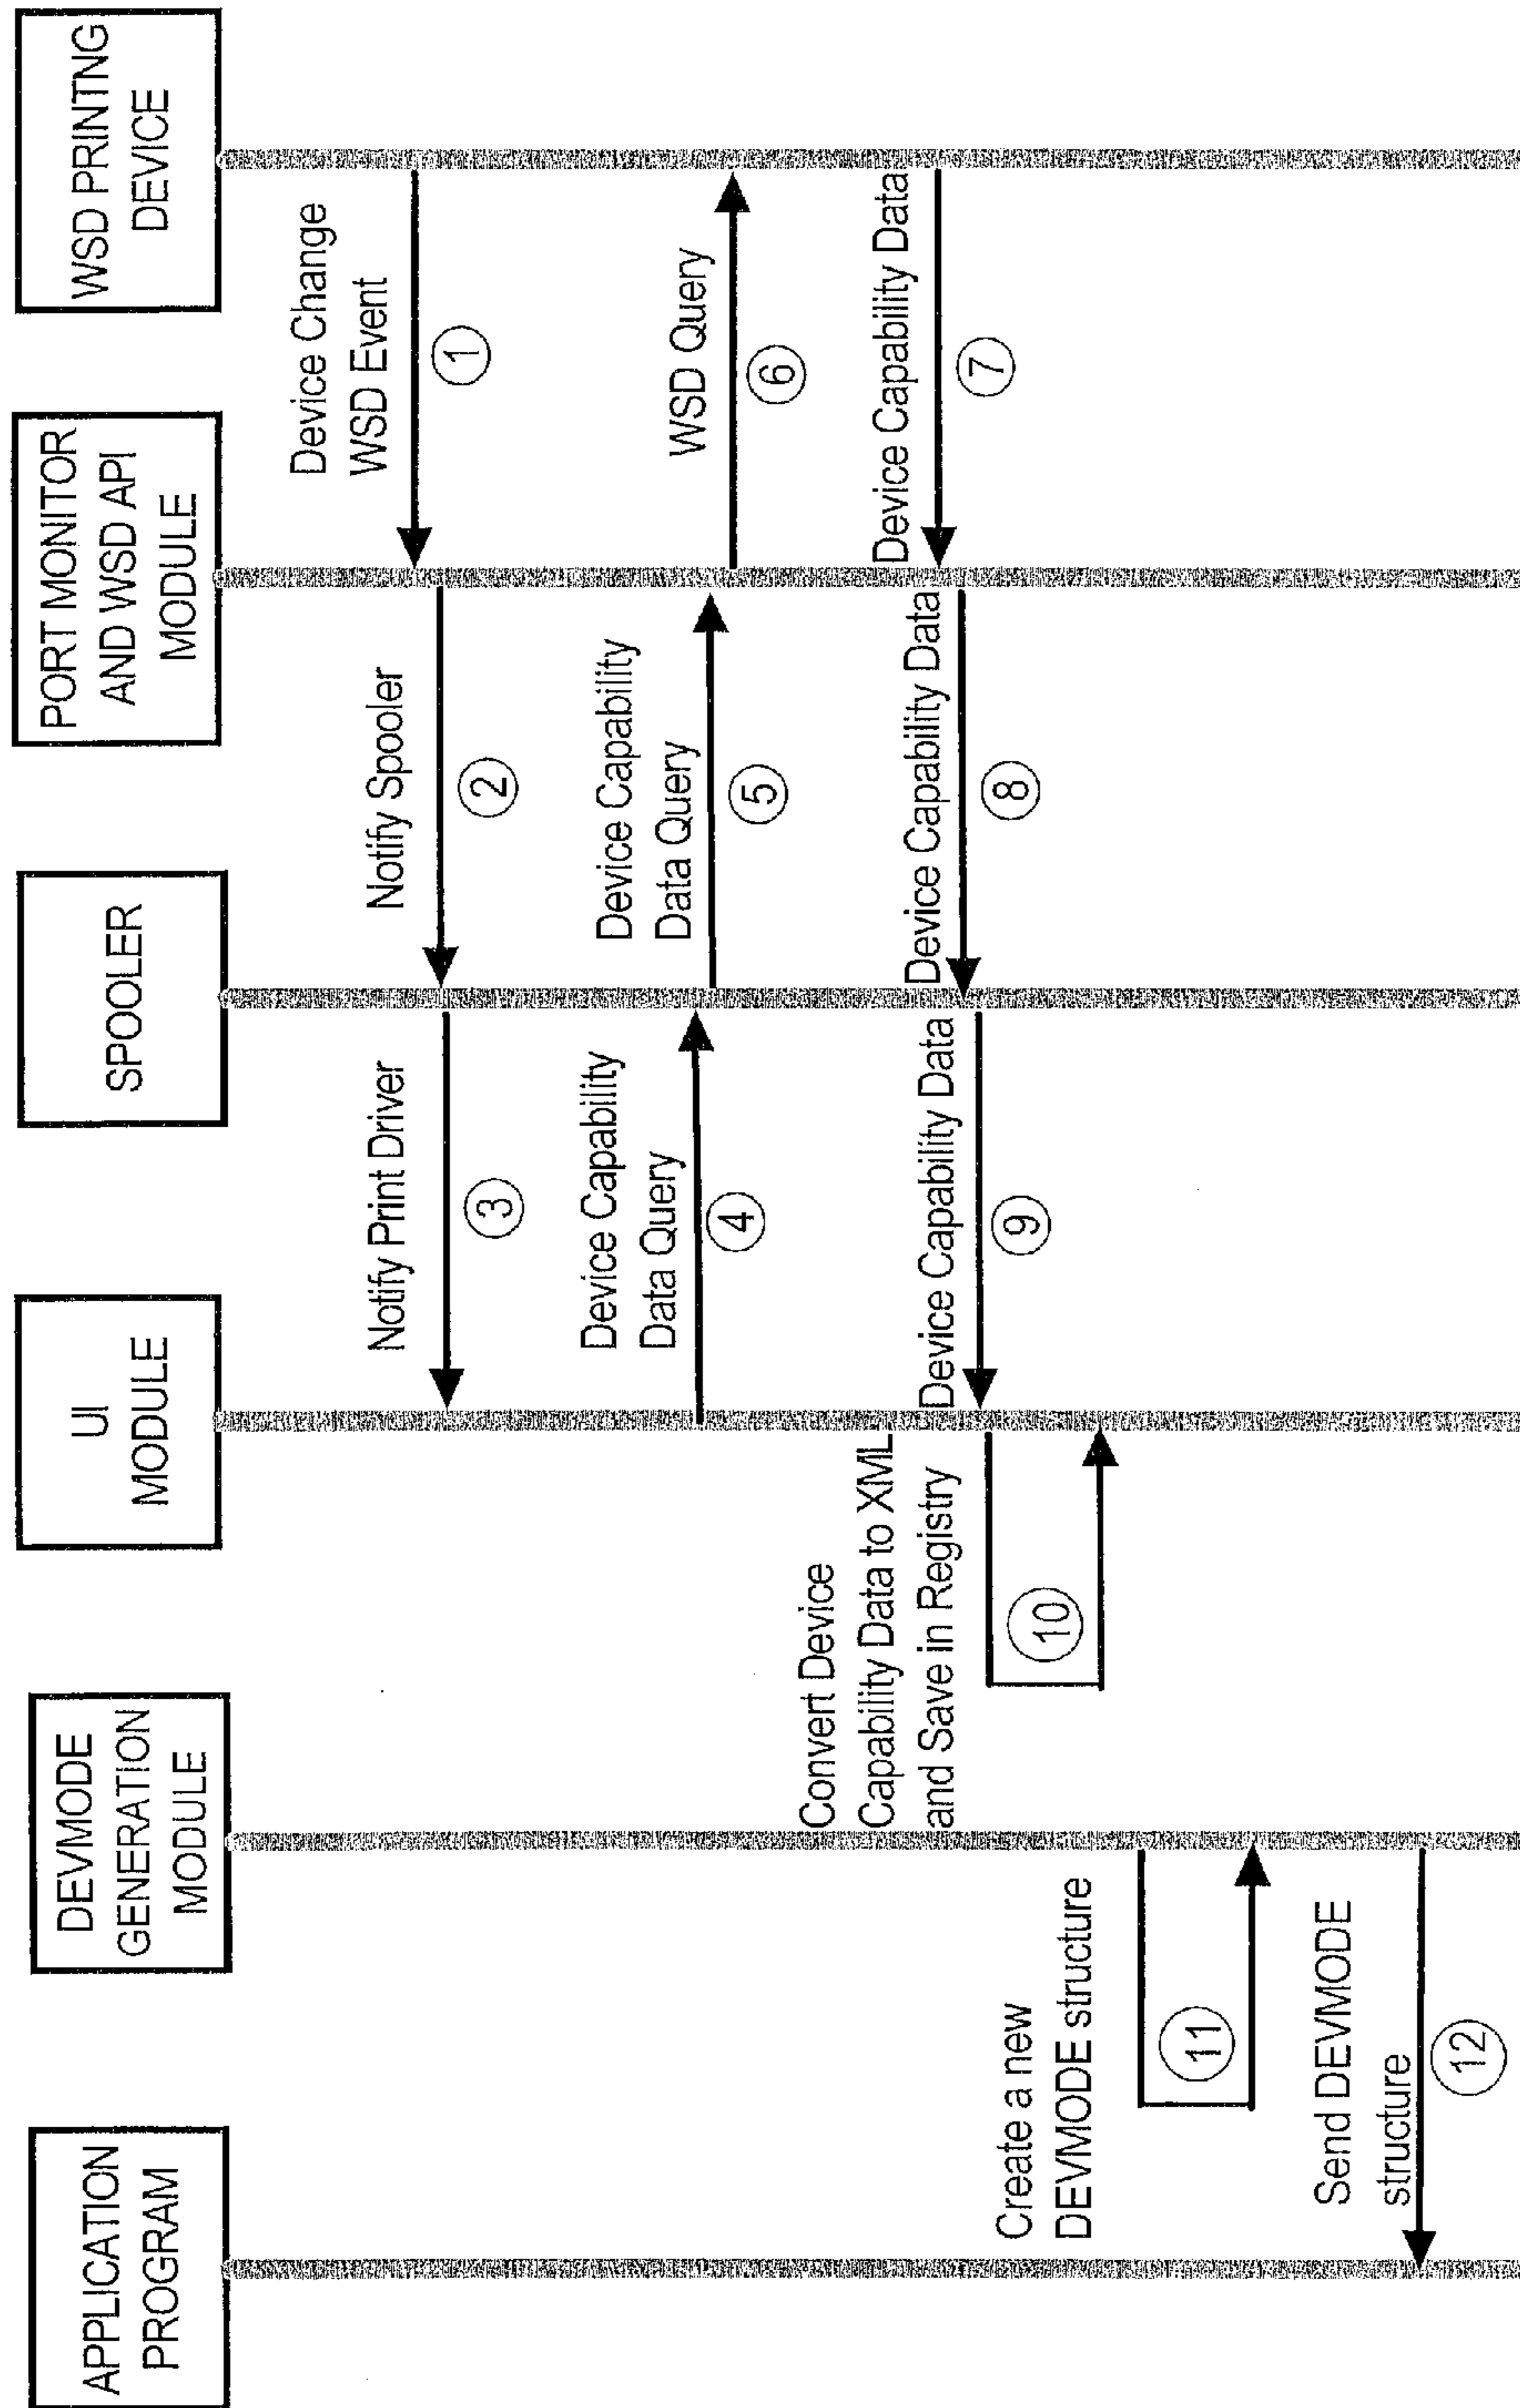 APPLICATION
PROGRAM
DEVMODE
GENERATION
MODULE
UI
MODULE
SPOOLER
PORT MONITOR
AND WSD API
MODULE
WSD PRINTNG
DEVICE
Device Change
WSD Event
1
Notify Spooler
2
Notify Print Driver
3
Device Capability
Data Query
4
Device Capability
Data Query
5
WSD Query
6
Device Capability Data
7
Device Capability Data
8
Device Capability Data
9
Convert Device
Capability Data to XML
and Save in Registry
10
Create a new
DEVMODE structure
11
Send DEVMODE
structure
12